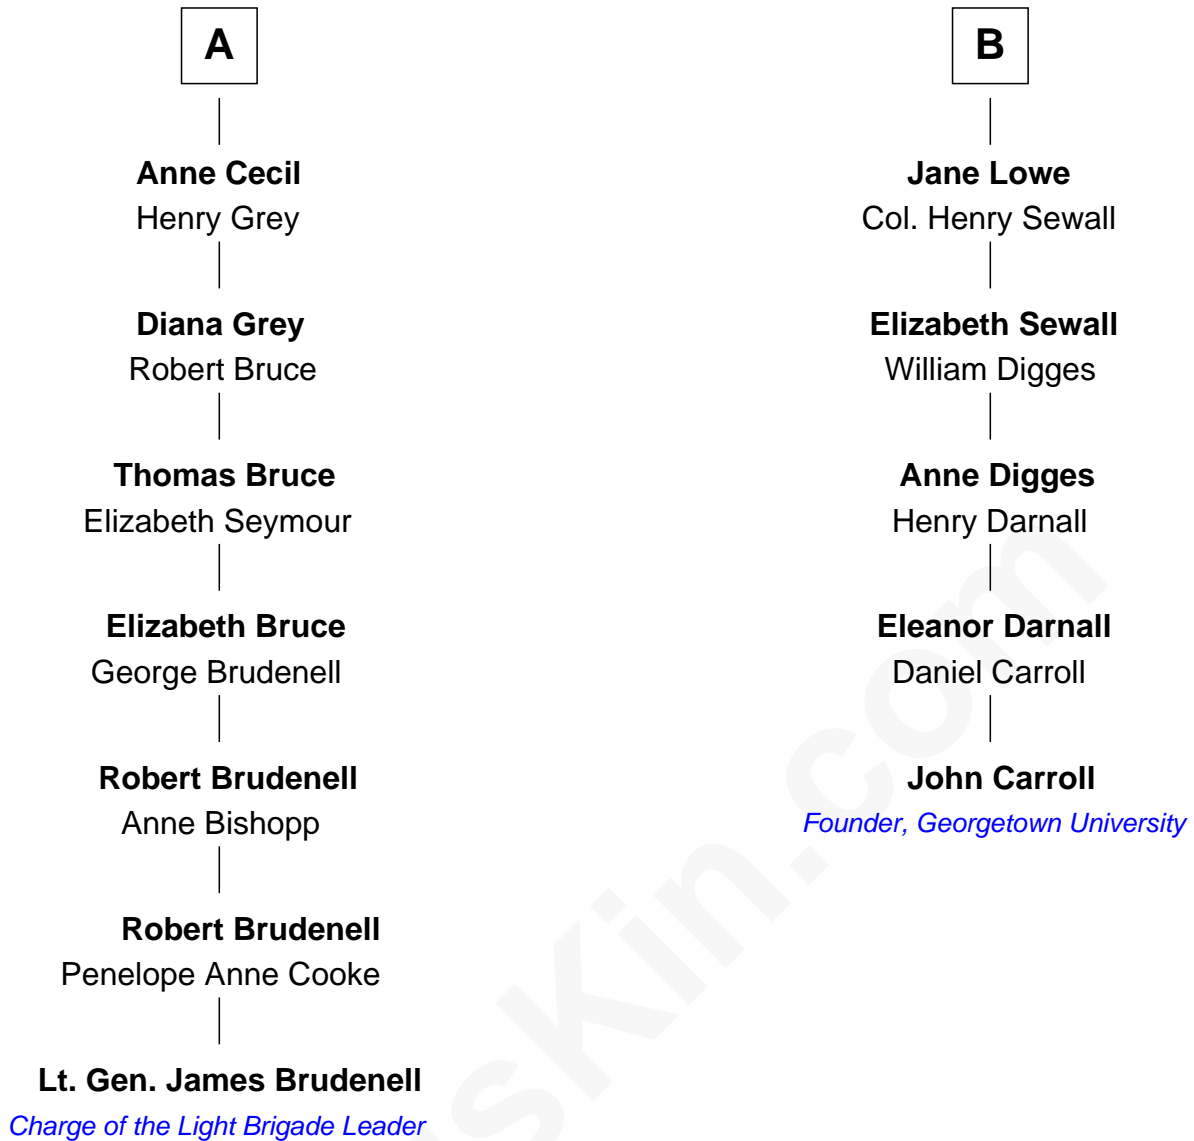 A
Anne Cecil
Henry Grey
Diana Grey
Robert Bruce
Thomas Bruce
Elizabeth Seymour
Elizabeth Bruce
George Brudenell
Robert Brudenell
Anne Bishopp
Robert Brudenell
Penelope Anne Cooke
Lt. Gen. James Brudenell
Charge of the Light Brigade Leader
B
Jane Lowe
Col. Henry Sewall
Elizabeth Sewall
William Digges
Anne Digges
Henry Darnall
Eleanor Darnall
Daniel Carroll
John Carroll
Founder, Georgetown University
sKin.com